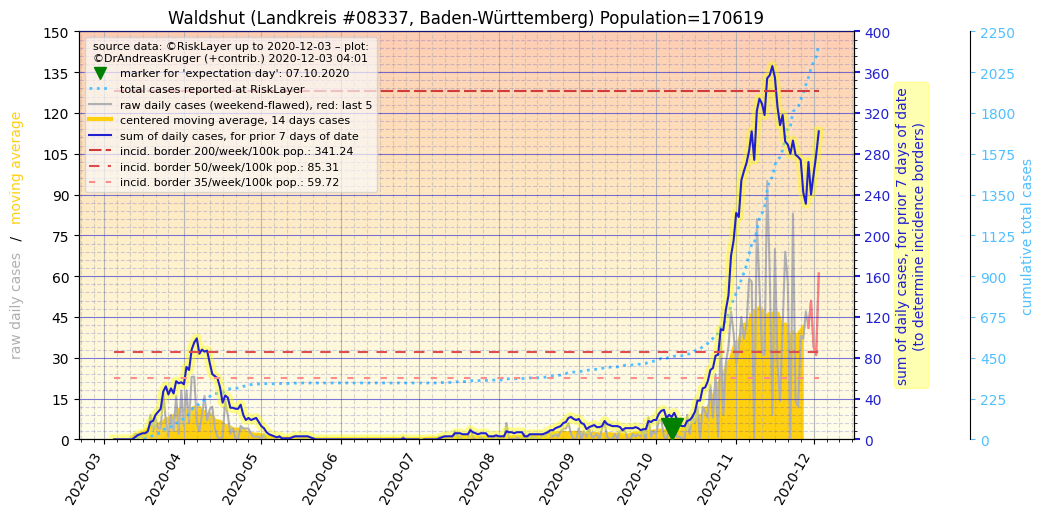 Waldshut (Landkreis #08337, Baden-Württemberg) Population=170619
source data: ©RiskLayer up to 2020-12-03 – plot:
©DrAndreasKruger (+contrib.) 2020-12-03 04:01
marker for 'expectation day': 07.10.2020
total cases reported at RiskLayer
raw daily cases (weekend-flawed), red: last 5
centered moving average, 14 days cases
sum of daily cases, for prior 7 days of date
incid. border 200/week/100k pop.: 341.24
incid. border 50/week/100k pop.: 85.31
incid. border 35/week/100k pop.: 59.72
raw daily cases / moving average
150
135
120
105
90
75
60
45
30
15
0
2020-03
2020-04
2020-05
2020-06
2020-07
2020-08
2020-09
2020-10
2020-11
2020-12
400
360
320
280
240
200
160
120
80
40
0
sum of daily cases, for prior 7 days of date
(to determine incidence borders)
2250
2025
1800
1575
1350
1125
900
675
450
225
0
cumulative total cases